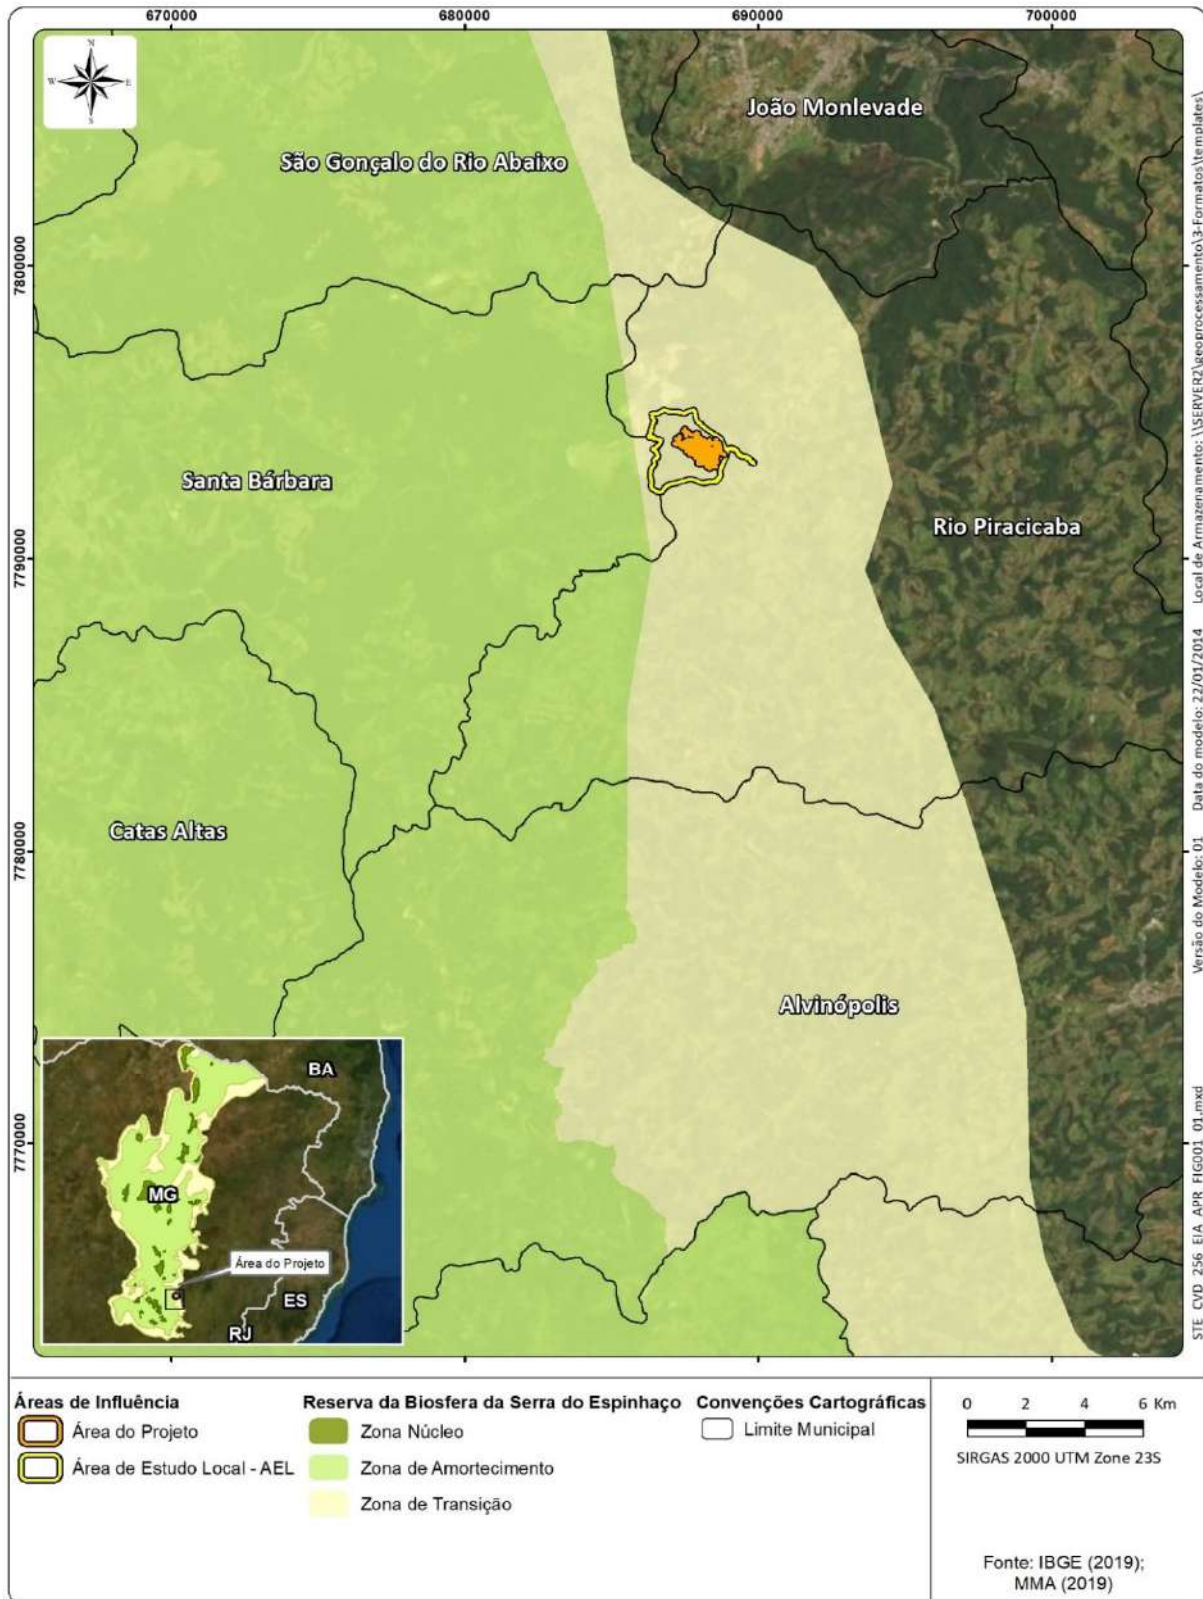 670000
680000
690000
700000
N
W
E
S
João Monlevade
São Gonçalo do Rio Abaixo
7800000
Santa Bárbara
Rio Piracicaba
7790000
Catas Altas
7780000
Alvinópolis
7770000
BA
MG
Área do Projeto
ES
RJ
STE_CVD_256_EIA_APR_FIG001_01.mxd Versão do Modelo: 01 Data do modelo: 22/01/2014 Local de Armazenamento: \\SERVER2\geoprocessamento\3-Formatos\templates\
Áreas de Influência
Área do Projeto
Área de Estudo Local - AEL
Reserva da Biosfera da Serra do Espinhaço
Zona Núcleo
Zona de Amortecimento
Zona de Transição
Convenções Cartográficas
Limite Municipal
0 2 4 6 Km
SIRGAS 2000 UTM Zone 23S
Fonte: IBGE (2019);
MMA (2019)